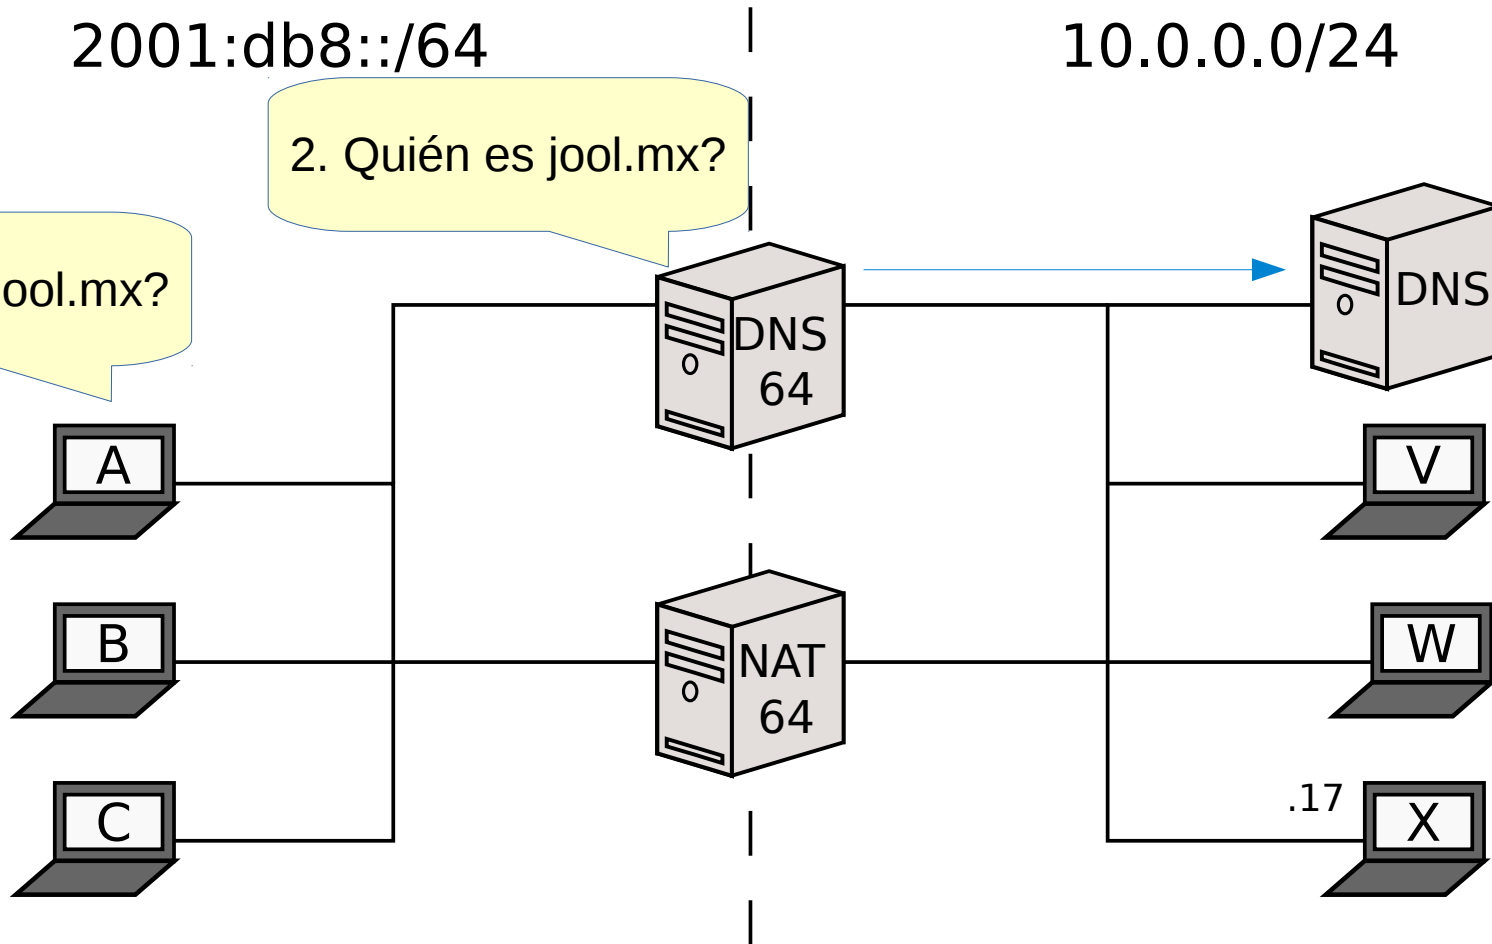 2001:db8::/64
10.0.0.0/24
2. Quién es jool.mx?
ool.mx?
DNS
64
DNS
A
V
B
NAT
64
W
.17
C
X